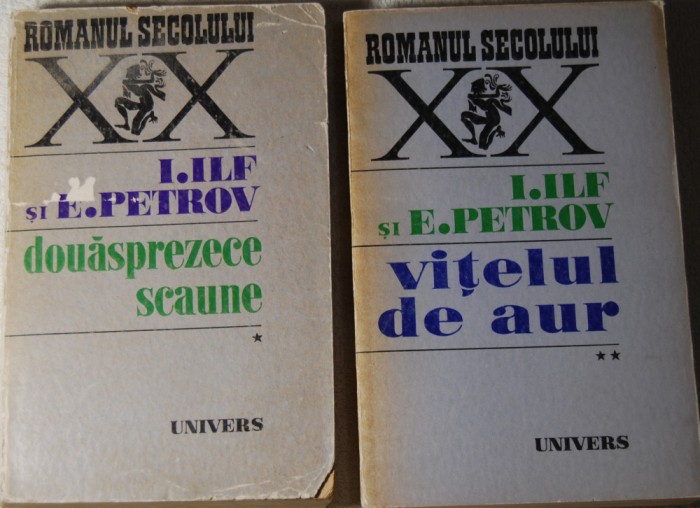 ROMANUL SECOLULUI
XX
I.ILF
ȘI E.PETROV
douăsprezece
scaune
*
UNIVERS
ROMANUL SECOLULUI
XX
I.ILF
ȘI E.PETROV
vițelul
de aur
**
UNIVERS